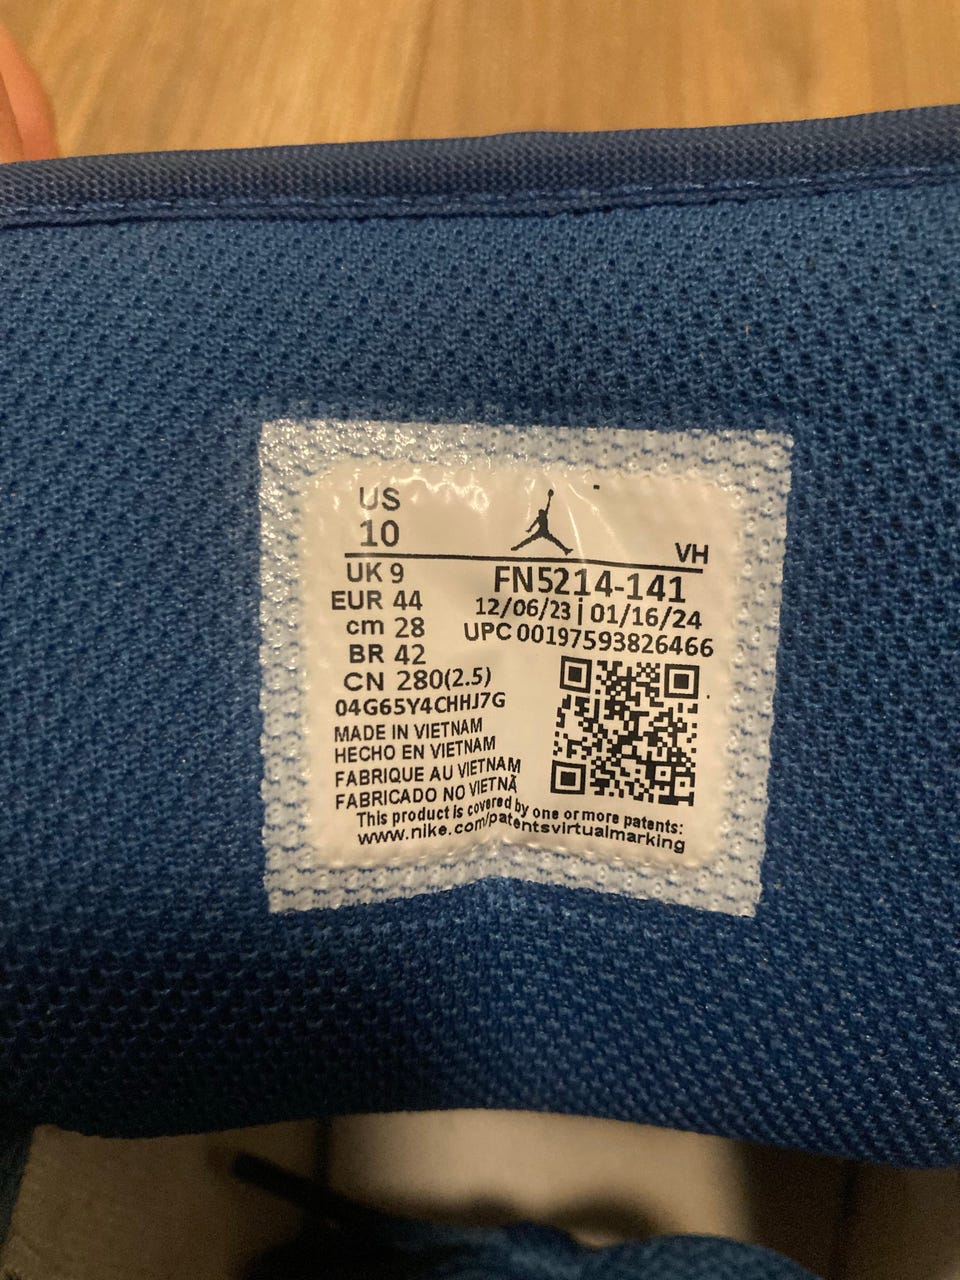 US
10
VH
UK 9
EUR 44
cm 28
BR 42
CN 280(2.5)
FN5214-141
12/06/23 | 01/16/24
UPC 00197593826466
04G65Y4CHHJ7G
MADE IN VIETNAM
HECHO EN VIETNAM
FABRIQUE AU VIETNAM
FABRICADO NO VIETNÃ
This product is covered by one or more patents:
www.nike.com/patentsvirtualmarking